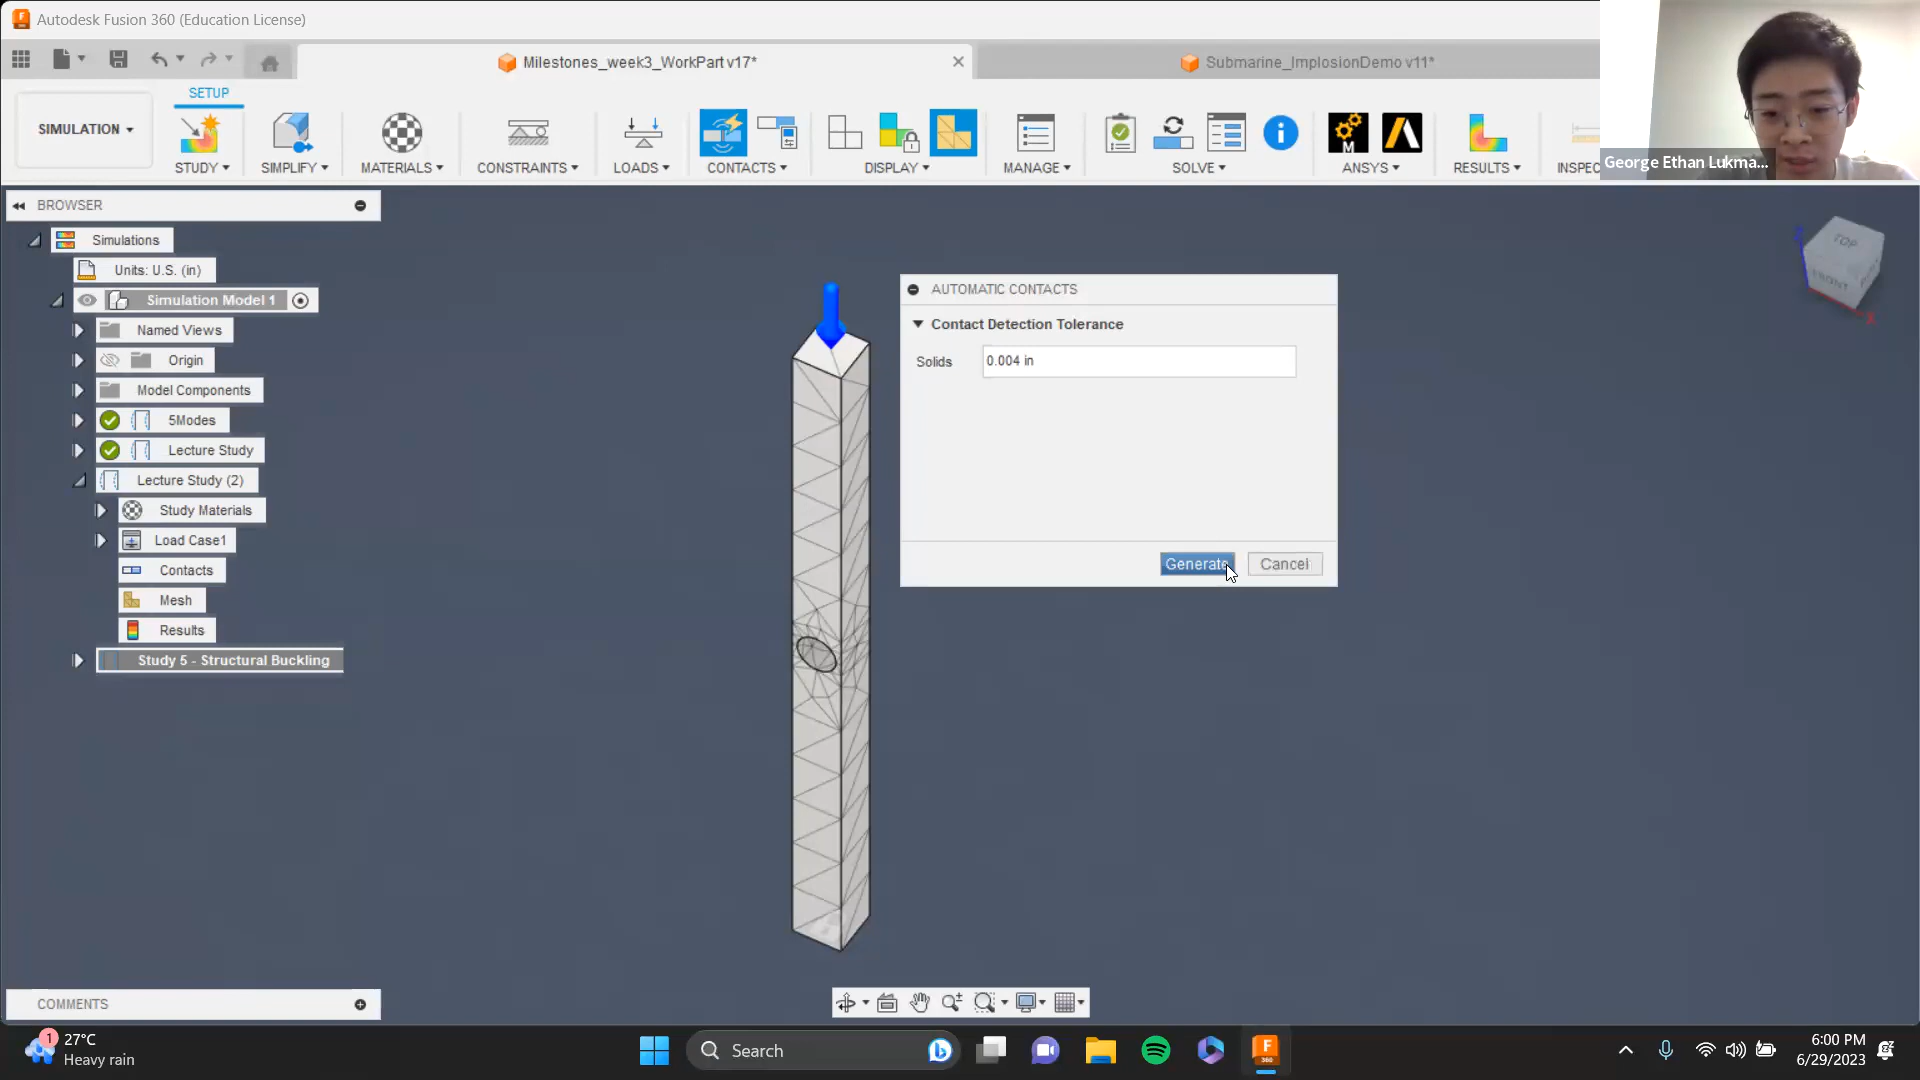 Autodesk Fusion 360 (Education License)
Milestones_week3_WorkPart v17*
Submarine_ImplosionDemo v11*
SETUP
SIMULATION
STUDY
SIMPLIFY
MATERIALS
CONSTRAINTS
LOADS
CONTACTS
DISPLAY
MANAGE
SOLVE
M
ANSYS
RESULTS
INSPEC
George Ethan Lukma...
BROWSER
Simulations
Units: U.S. (in)
Simulation Model 1
Named Views
Origin
Model Components
5Modes
Lecture Study
Lecture Study (2)
Study Materials
Load Case1
Contacts
Mesh
Results
Study 5 - Structural Buckling
AUTOMATIC CONTACTS
Contact Detection Tolerance
Solids 0.004 in
Generate
Cancel
Z
TOP
FRONT
X
COMMENTS
1
27°C
Heavy rain
Search
F
360
6:00 PM
6/29/2023